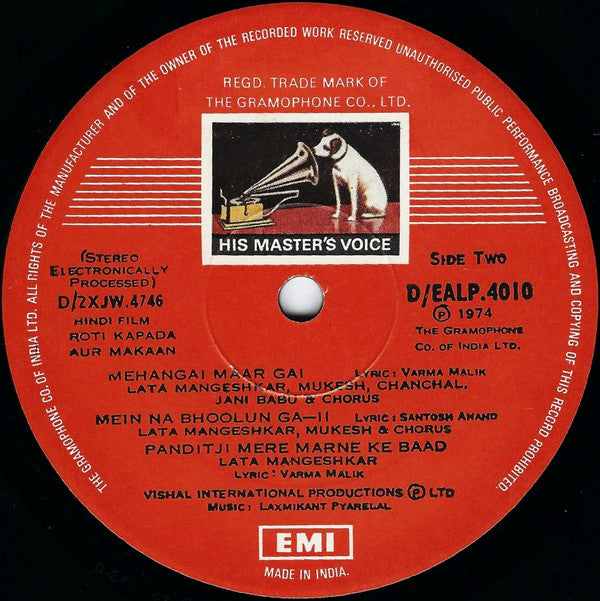 THE GRAMOPHONE CO. OF INDIA LTD. ALL RIGHTS OF THE MANUFACTURER AND OF THE OWNER OF THE RECORDED WORK RESERVED UNAUTHORISED PUBLIC PERFORMANCE BROADCASTING AND COPYING OF THIS RECORD PROHIBITED.
REGD. TRADE MARK OF
THE GRAMOPHONE CO., LTD.
HIS MASTER'S VOICE
(STEREO
ELECTRONICALLY
PROCESSED)
D/2XJW.4746
HINDI FILM
ROTI KAPADA
AUR MAKAAN
SIDE TWO
D/EALP.4010
Ⓟ 1974
THE GRAMOPHONE
CO. OF INDIA LTD.
MEHANGAI MAAR GAI LYRIC: VARMA MALIK
LATA MANGESHKAR, MUKESH, CHANCHAL,
JANI BABU & CHORUS
MEIN NA BHOOLUN GA—II LYRIC: SANTOSH ANAND
LATA MANGESHKAR, MUKESH & CHORUS
PANDITJI MERE MARNE KE BAAD
LATA MANGESHKAR
LYRIC: VARMA MALIK
VISHAL INTERNATIONAL PRODUCTIONS Ⓟ LTD
MUSIC: LAXMIKANT PYARELAL
EMI
MADE IN INDIA.